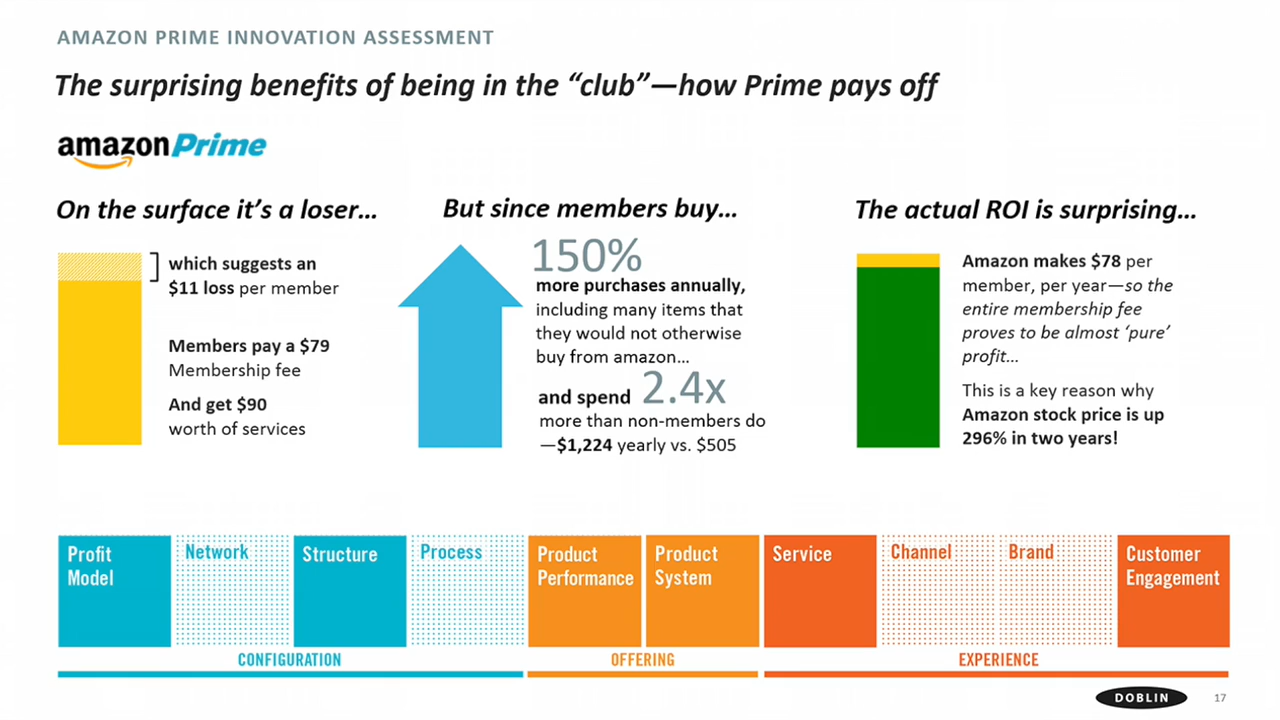 AMAZON PRIME INNOVATION ASSESSMENT
The surprising benefits of being in the “club”—how Prime pays off
amazonPrime
On the surface it’s a loser…
which suggests an
$11 loss per member
Members pay a $79
Membership fee
And get $90
worth of services
But since members buy…
150%
more purchases annually,
including many items that
they would not otherwise
buy from amazon…
and spend 2.4x
more than non-members do
—$1,224 yearly vs. $505
The actual ROI is surprising…
Amazon makes $78 per
member, per year—so the
entire membership fee
proves to be almost ‘pure’
profit…
This is a key reason why
Amazon stock price is up
296% in two years!
Profit
Model
Network
Structure
Process
Product
Performance
Product
System
Service
Channel
Brand
Customer
Engagement
CONFIGURATION
OFFERING
EXPERIENCE
DOBLIN
17